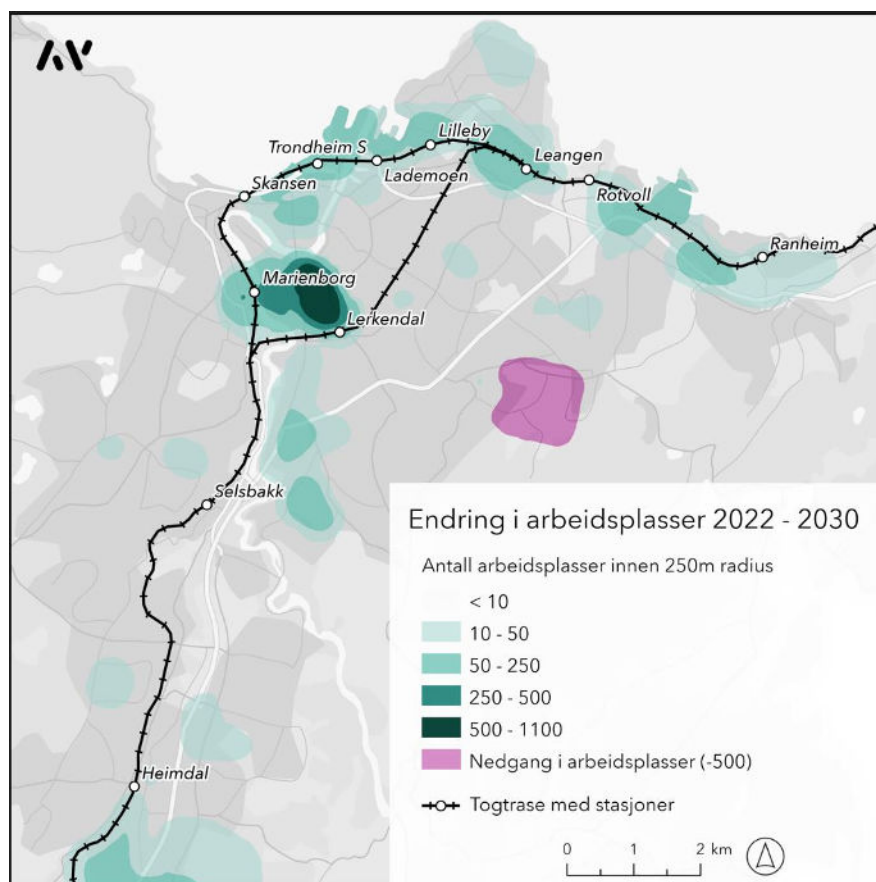 AV
Lilleby
Trondheim S
Leangen
Lademoen
Skansen
Rotvoll
Ranheim
Marienborg
Lerkendal
Selsbakk
Heimdal
Endring i arbeidsplasser 2022 - 2030
Antall arbeidsplasser innen 250m radius
< 10
10 - 50
50 - 250
250 - 500
500 - 1100
Nedgang i arbeidsplasser (-500)
Togtrase med stasjoner
0 1 2 km